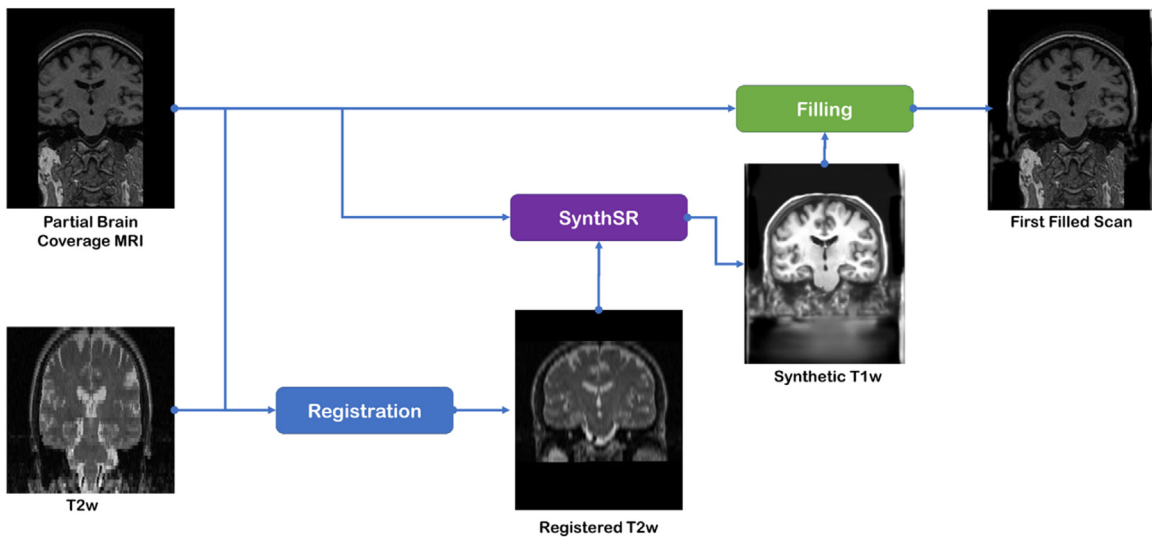 Filling
Partial Brain
Coverage MRI
SynthSR
First Filled Scan
Synthetic T1w
Registration
T2w
Registered T2w